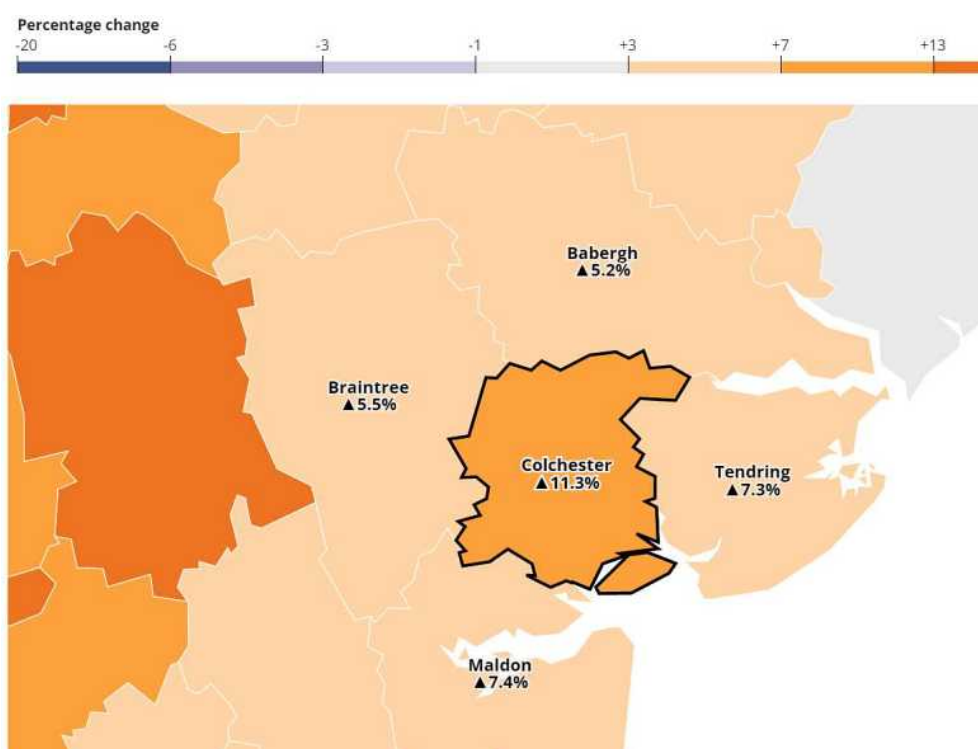 Percentage change
-20 -6 -3 -1 +3 +7 +13
Babergh
▲5.2%
Braintree
▲5.5%
Colchester
▲11.3%
Tendring
▲7.3%
Maldon
▲7.4%